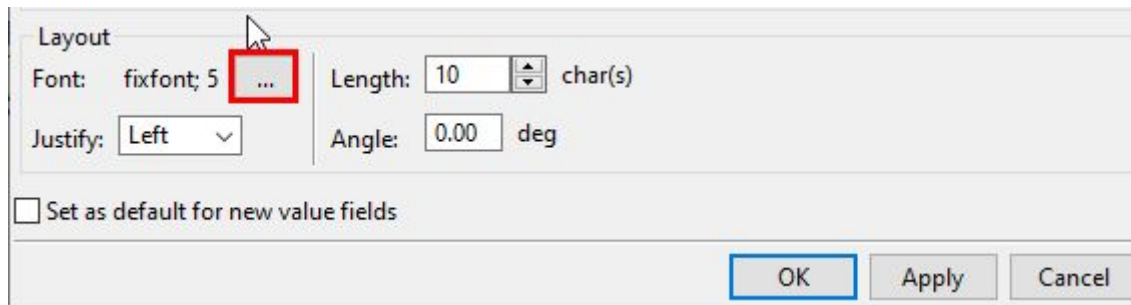 Layout
Font: fixfont; 5 ... Length: 10 char(s)
Justify: Left Angle: 0.00 deg
Set as default for new value fields
OK Apply Cancel